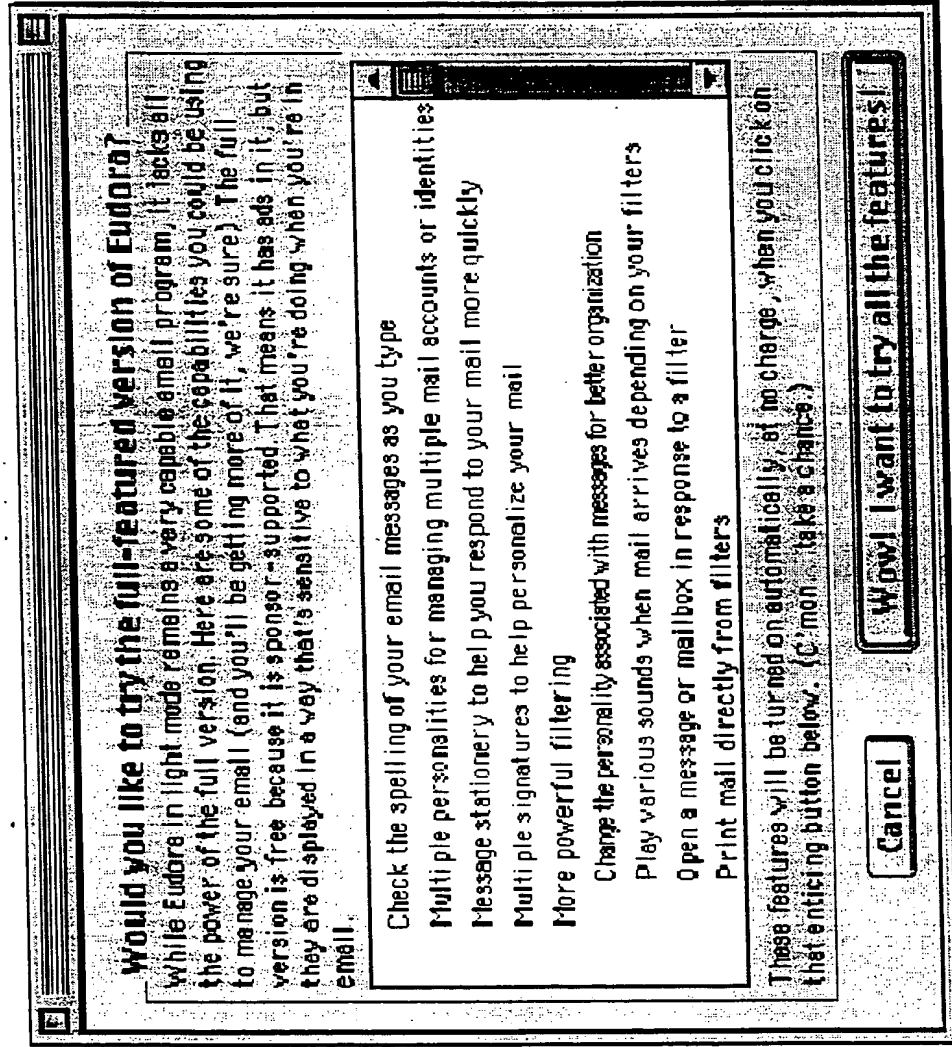 Would you like to try the full-featured version of Eudora?
While Eudora in light mode remains a very capable email program, it lacks all
the power of the full version. Here are some of the capabilities you could be using
to manage your email (and you'll be getting more of it, we're sure). The full
version is free because it is sponsor-supported. That means it has ads in it, but
they are displayed in a way that's sensitive to what you're doing when you're in
email.
Check the spelling of your email messages as you type
Multiple personalities for managing multiple mail accounts or identities
Message stationery to help you respond to your mail more quickly
Multiple signatures to help personalize your mail
More powerful filtering
Change the personality associated with messages for better organization
Play various sounds when mail arrives depending on your filters
Open a message or mailbox in response to a filter
Print mail directly from filters
These features will be turned on automatically, at no charge, when you click on
that enticing button below. (C'mon... take a chance.)
Cancel
Wow! I want to try all the features!